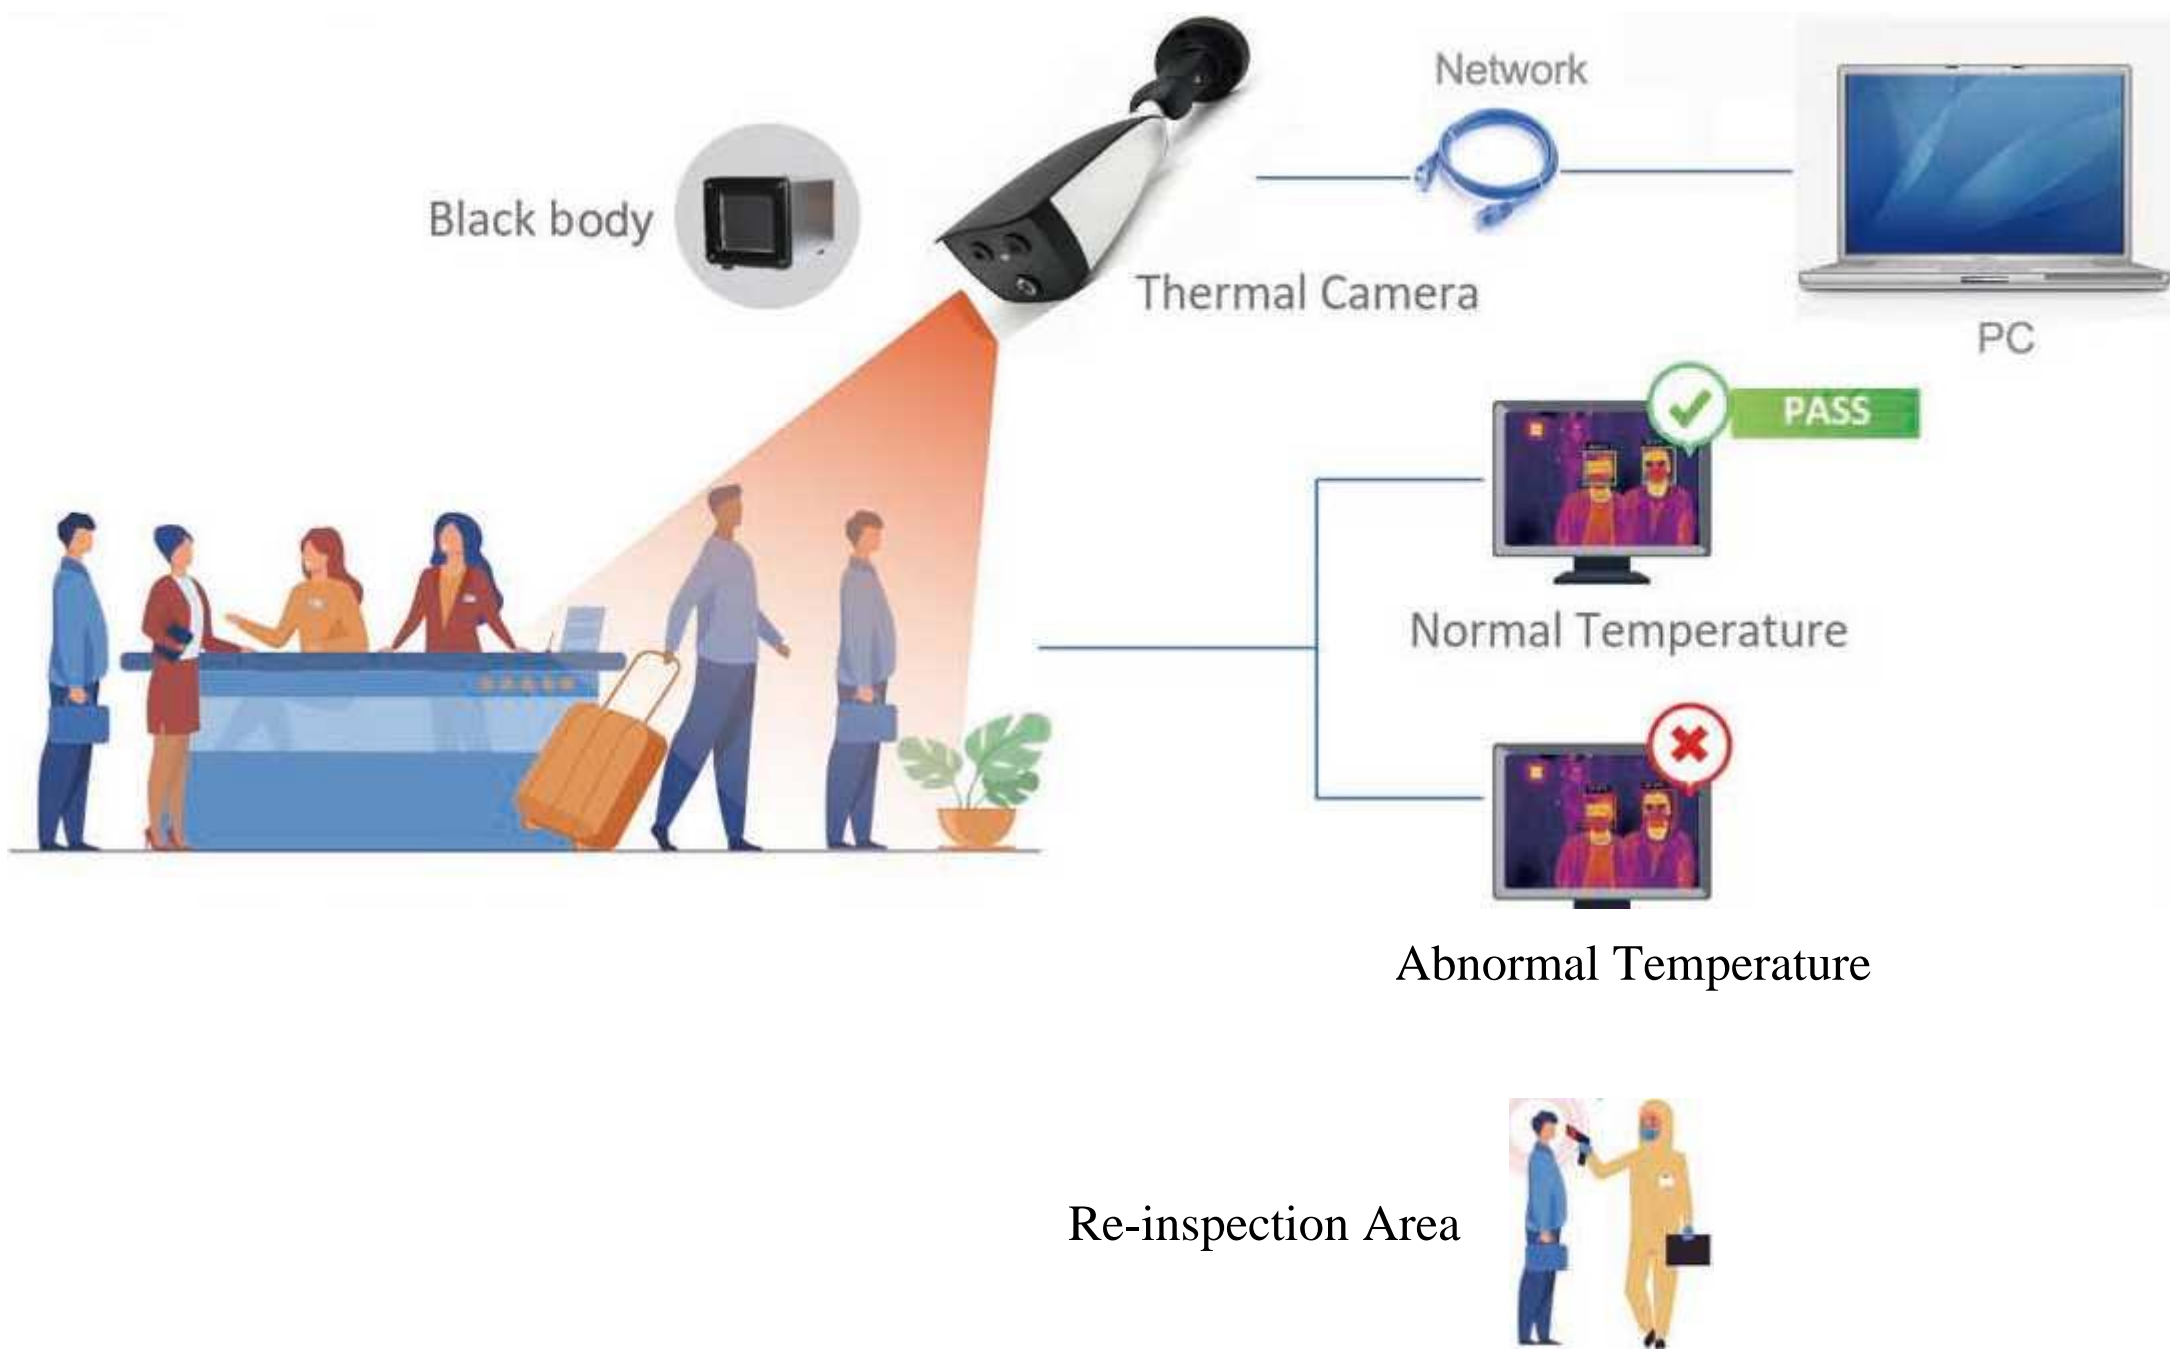 Network
Black body
Thermal Camera
PC
PASS
Normal Temperature
Abnormal Temperature
Re-inspection Area